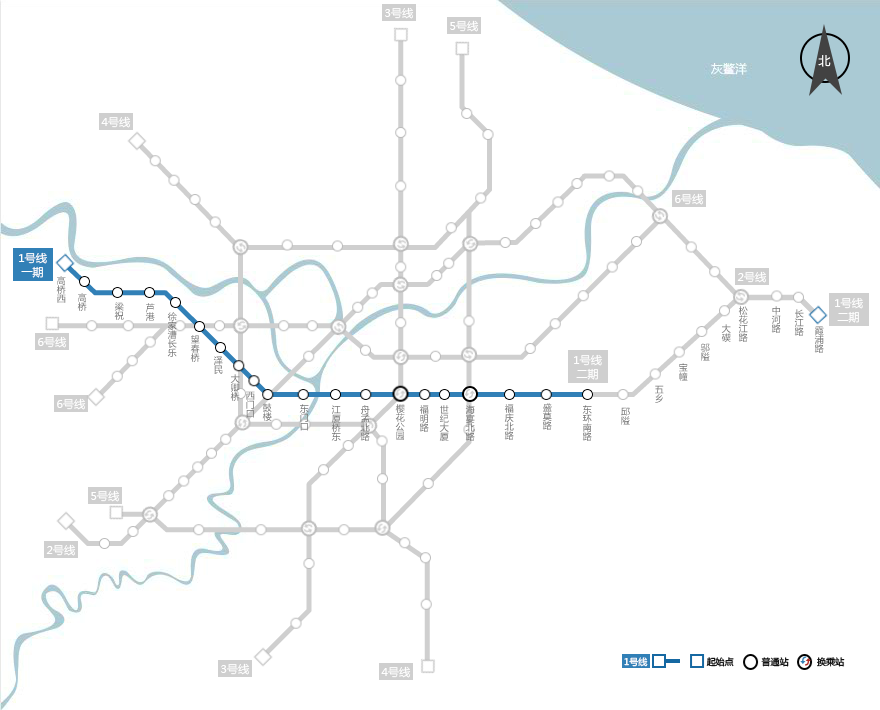 3号线
5号线
北
灰鳖洋
4号线
6号线
1号线
一期
高桥西
高桥
梁祝
芦港
徐家漕长乐
望春桥
泽民
大卿桥
西门口
鼓楼
东门口
江厦桥东
舟孟北路
樱花公园
福明路
世纪大厦
海晏北路
福庆北路
盛莫路
东环南路
邱隘
五乡
宝幢
邬隘
大碶
松花江路
中河路
长江路
霞浦路
2号线
1号线
二期
6号线
1号线
二期
6号线
5号线
2号线
3号线
4号线
1号线
起始点
普通站
换乘站